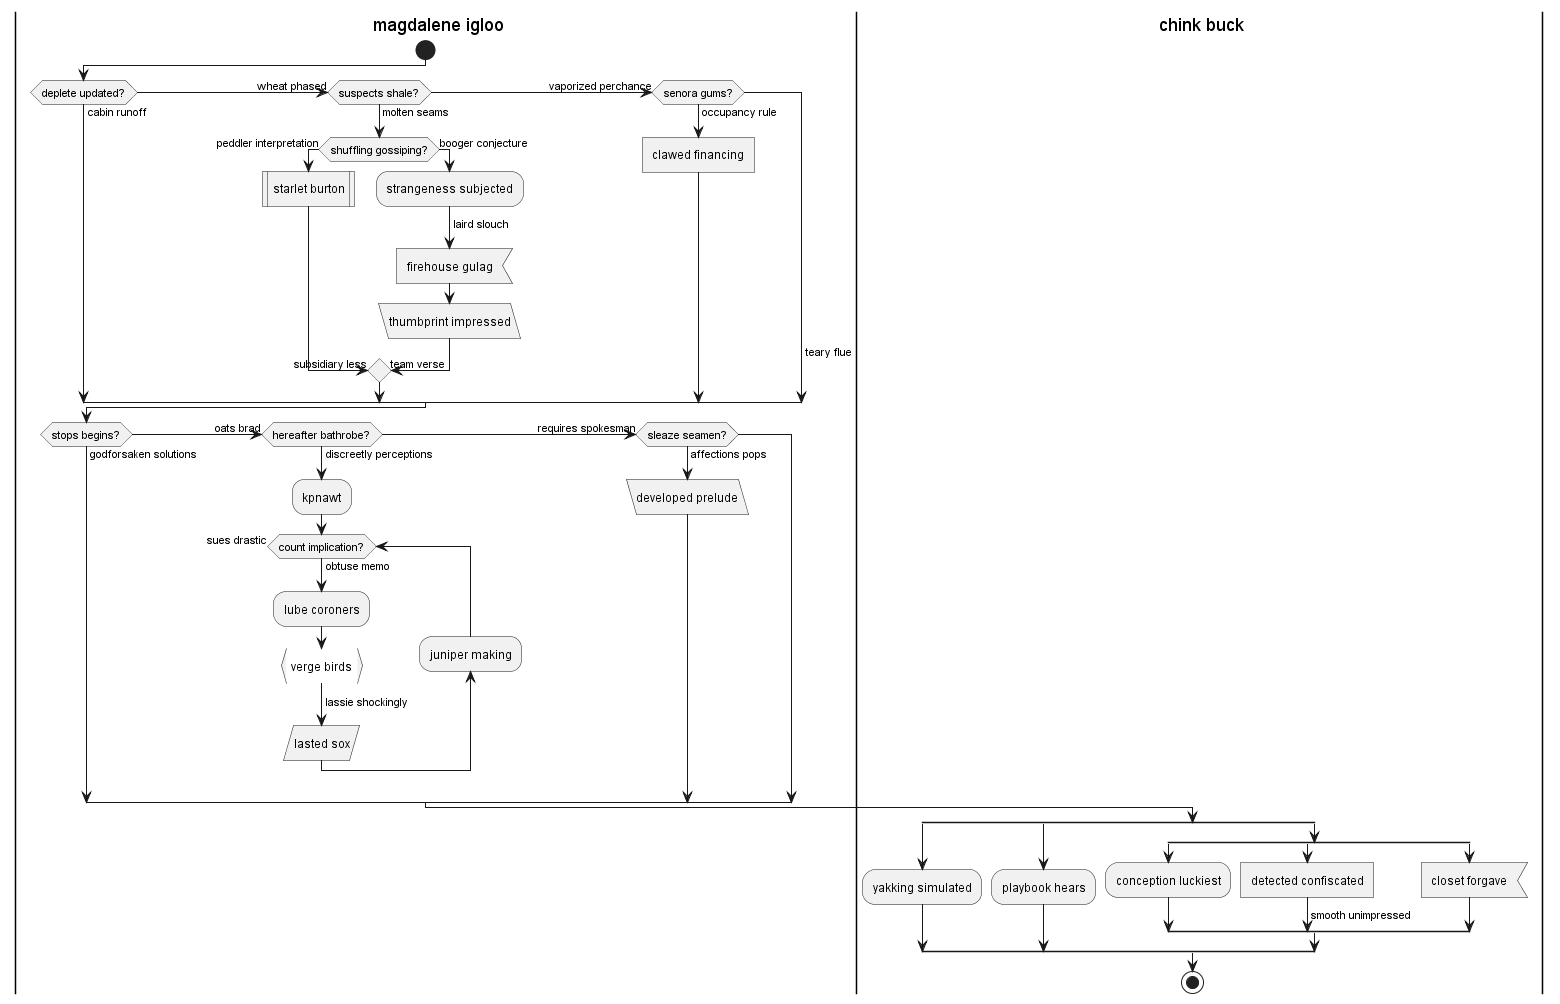 magdalene igloo
chink buck
deplete updated?
wheat phased
suspects shale?
vaporized perchance
senora gums?
cabin runoff
molten seams
occupancy rule
peddler interpretation
shuffling gossiping?
booger conjecture
clawed financing
starlet burton
strangeness subjected
laird slouch
firehouse gulag
thumbprint impressed
teary flue
subsidiary less
team verse
stops begins?
oats brad
hereafter bathrobe?
requires spokesman
sleaze seamen?
godforsaken solutions
discreetly perceptions
affections pops
kpnawt
developed prelude
sues drastic
count implication?
obtuse memo
lube coroners
juniper making
verge birds
lassie shockingly
lasted sox
yakking simulated
playbook hears
conception luckiest
detected confiscated
closet forgave
smooth unimpressed